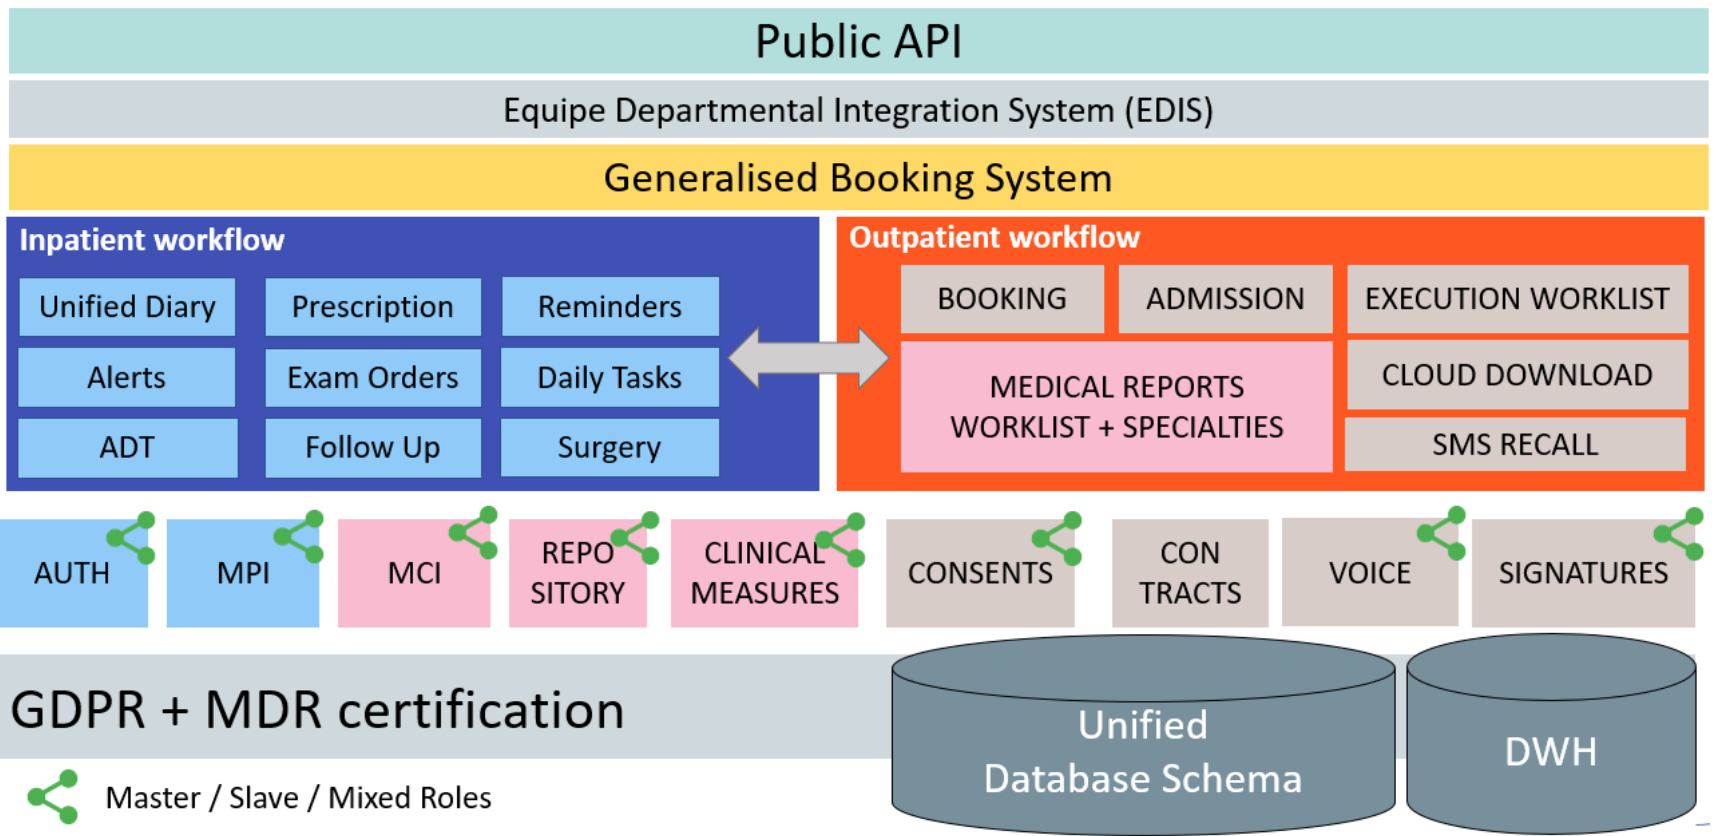 Public API
Equipe Departmental Integration System (EDIS)
Generalised Booking System
Inpatient workflow
Unified Diary
Prescription
Reminders
Alerts
Exam Orders
Daily Tasks
ADT
Follow Up
Surgery
Outpatient workflow
BOOKING
ADMISSION
EXECUTION WORKLIST
MEDICAL REPORTS
WORKLIST + SPECIALTIES
CLOUD DOWNLOAD
SMS RECALL
AUTH
MPI
MCI
REPO
SITORY
CLINICAL
MEASURES
CONSENTS
CON
TRACTS
VOICE
SIGNATURES
GDPR + MDR certification
Unified
Database Schema
DWH
Master / Slave / Mixed Roles